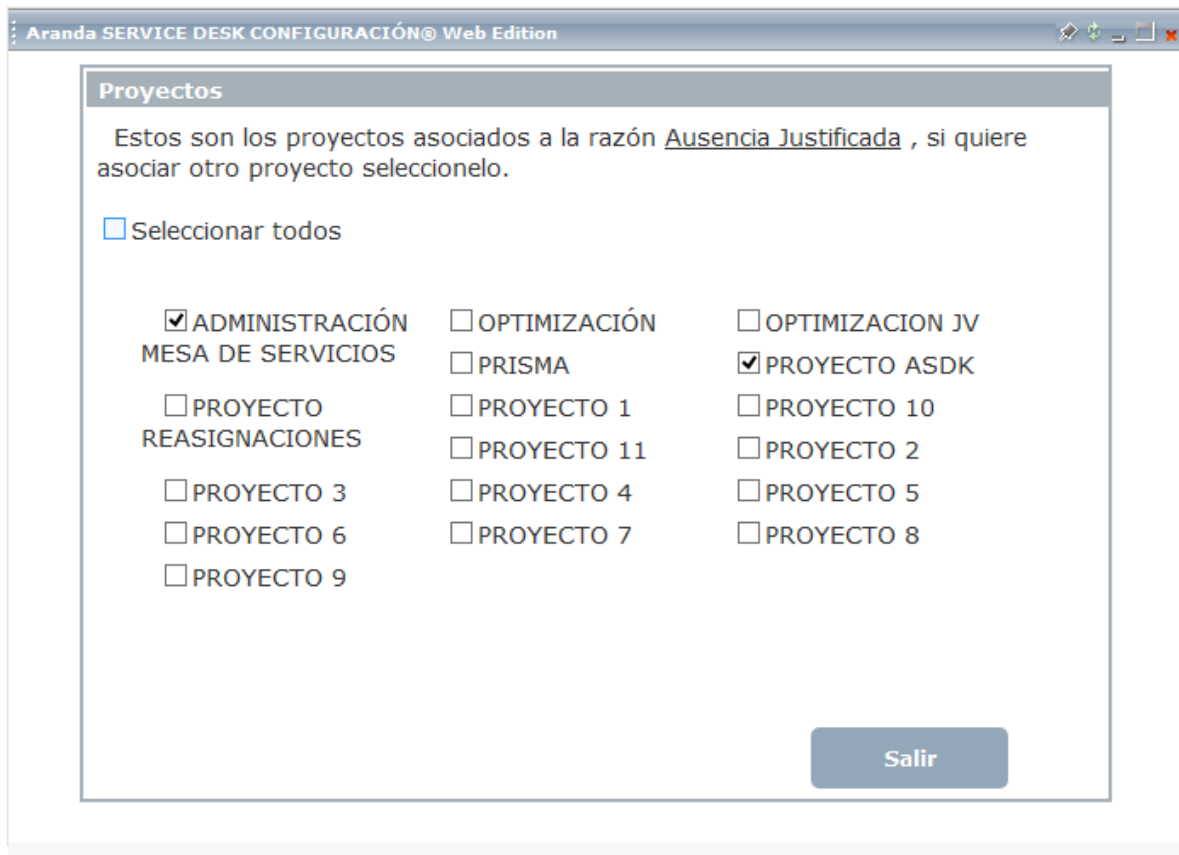 Aranda SERVICE DESK CONFIGURACIÓN® Web Edition
Proyectos
Estos son los proyectos asociados a la razón Ausencia Justificada , si quiere
asociar otro proyecto seleccionelo.
Seleccionar todos
ADMINISTRACIÓN
MESA DE SERVICIOS
OPTIMIZACIÓN
OPTIMIZACION JV
PRISMA
PROYECTO ASDK
PROYECTO
REASIGNACIONES
PROYECTO 1
PROYECTO 10
PROYECTO 11
PROYECTO 2
PROYECTO 3
PROYECTO 4
PROYECTO 5
PROYECTO 6
PROYECTO 7
PROYECTO 8
PROYECTO 9
Salir